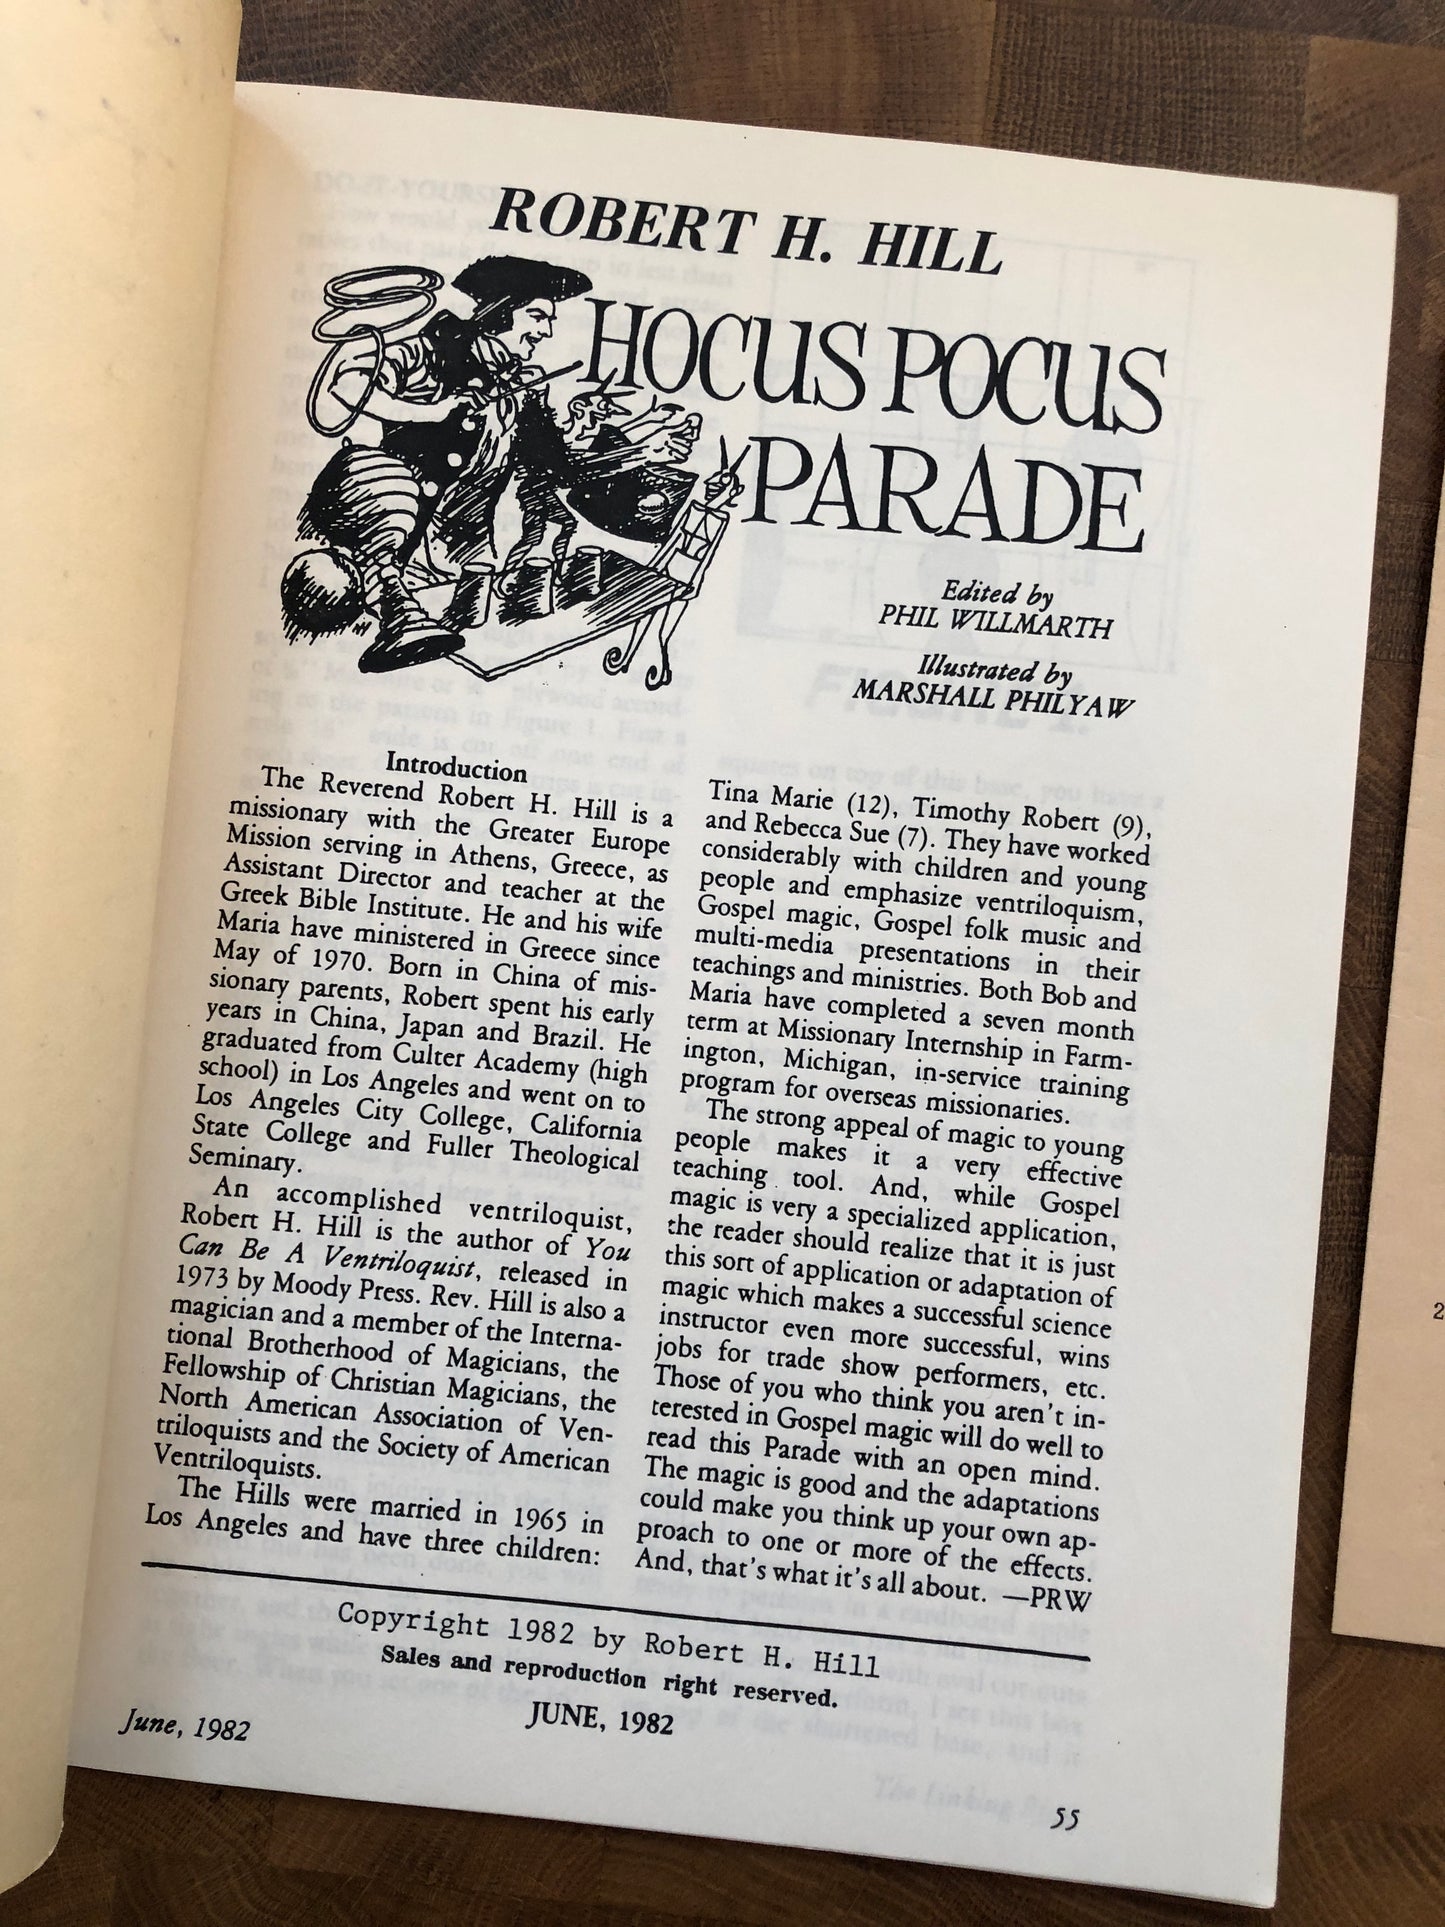 ROBERT H. HILL
HOCUS POCUS
PARADE
Edited by
PHIL WILLMARTH
Illustrated by
MARSHALL PHILYAW
Introduction
The Reverend Robert H. Hill is a
missionary with the Greater Europe
Mission serving in Athens, Greece, as
Assistant Director and teacher at the
Greek Bible Institute. He and his wife
Maria have ministered in Greece since
May of 1970. Born in China of mis-
sionary parents, Robert spent his early
years in China, Japan and Brazil. He
graduated from Culter Academy (high
school) in Los Angeles and went on to
Los Angeles City College, California
State College and Fuller Theological
Seminary.
An accomplished ventriloquist,
Robert H. Hill is the author of You
Can Be A Ventriloquist, released in
1973 by Moody Press. Rev. Hill is also a
magician and a member of the Interna-
tional Brotherhood of Magicians, the
Fellowship of Christian Magicians, the
North American Association of Ven-
triloquists and the Society of American
Ventriloquists.
The Hills were married in 1965 in
Los Angeles and have three children:
Tina Marie (12), Timothy Robert (9),
and Rebecca Sue (7). They have worked
considerably with children and young
people and emphasize ventriloquism,
Gospel magic, Gospel folk music and
multi-media presentations in their
teachings and ministries. Both Bob and
Maria have completed a seven month
term at Missionary Internship in Farm-
ington, Michigan, in-service training
program for overseas missionaries.
The strong appeal of magic to young
people makes it a very effective
teaching tool. And, while Gospel
magic is very a specialized application,
the reader should realize that it is just
this sort of application or adaptation of
magic which makes a successful science
instructor even more successful, wins
jobs for trade show performers, etc.
Those of you who think you aren't in-
terested in Gospel magic will do well to
read this Parade with an open mind.
The magic is good and the adaptations
could make you think up your own ap-
proach to one or more of the effects.
And, that's what it's all about. —PRW
Copyright 1982 by Robert H. Hill
Sales and reproduction right reserved.
JUNE, 1982
June, 1982
55
2